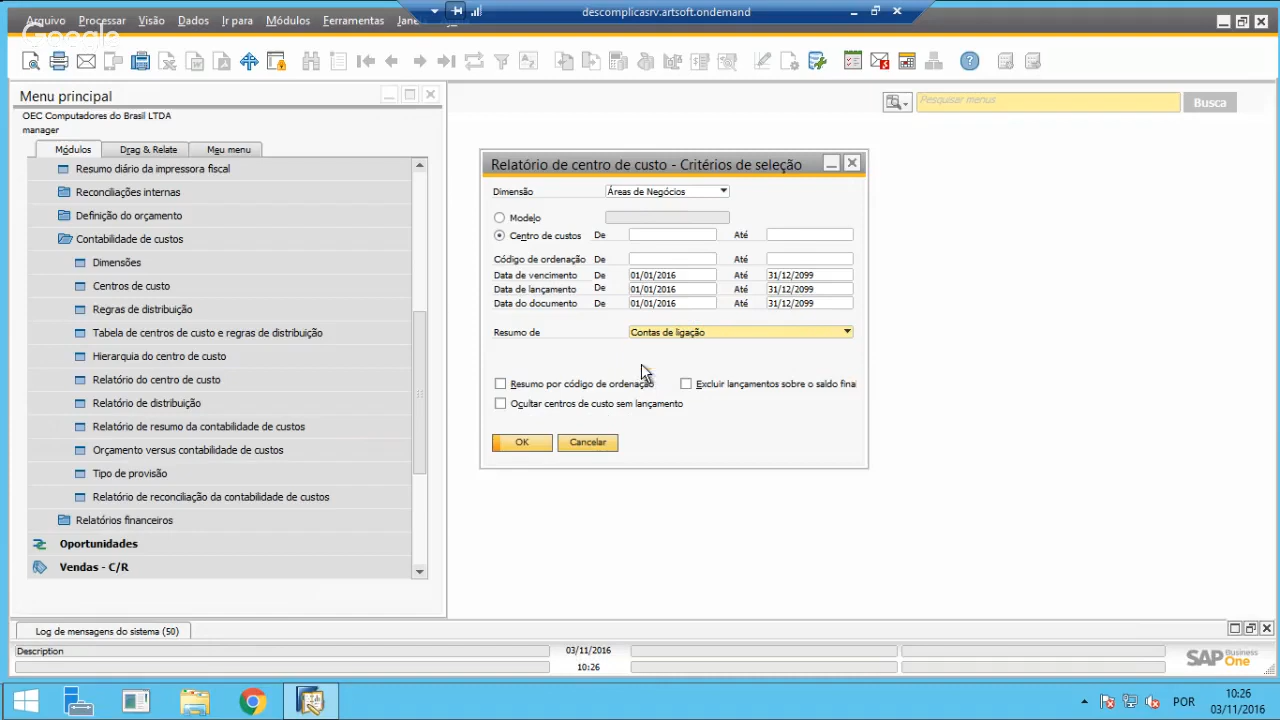 descomplicasrv.artsoft.ondemand
Arquivo Processar Visão Dados Ir para Módulos Ferramentas
Google
Menu principal
OEC Computadores do Brasil LTDA
manager
Módulos Drag & Relate Meu menu
Resumo diário da impressora fiscal
Reconciliações internas
Definição do orçamento
Contabilidade de custos
Dimensões
Centros de custo
Regras de distribuição
Tabela de centros de custo e regras de distribuição
Hierarquia do centro de custo
Relatório do centro de custo
Relatório de distribuição
Relatório de resumo da contabilidade de custos
Orçamento versus contabilidade de custos
Tipo de provisão
Relatório de reconciliação da contabilidade de custos
Relatórios financeiros
Oportunidades
Vendas - C/R
Pesquisar menus Busca
Relatório de centro de custo - Critérios de seleção
Dimensão Áreas de Negócios
Modelo
Centro de custos De Até
Código de ordenação De Até
Data de vencimento De 01/01/2016 Até 31/12/2099
Data de lançamento De 01/01/2016 Até 31/12/2099
Data do documento De 01/01/2016 Até 31/12/2099
Resumo de Contas de ligação
Resumo por código de ordenação Excluir lançamentos sobre o saldo final
Ocultar centros de custo sem lançamento
OK Cancelar
Log de mensagens do sistema (50)
Description 03/11/2016
10:26
SAP Business One
POR 10:26
03/11/2016